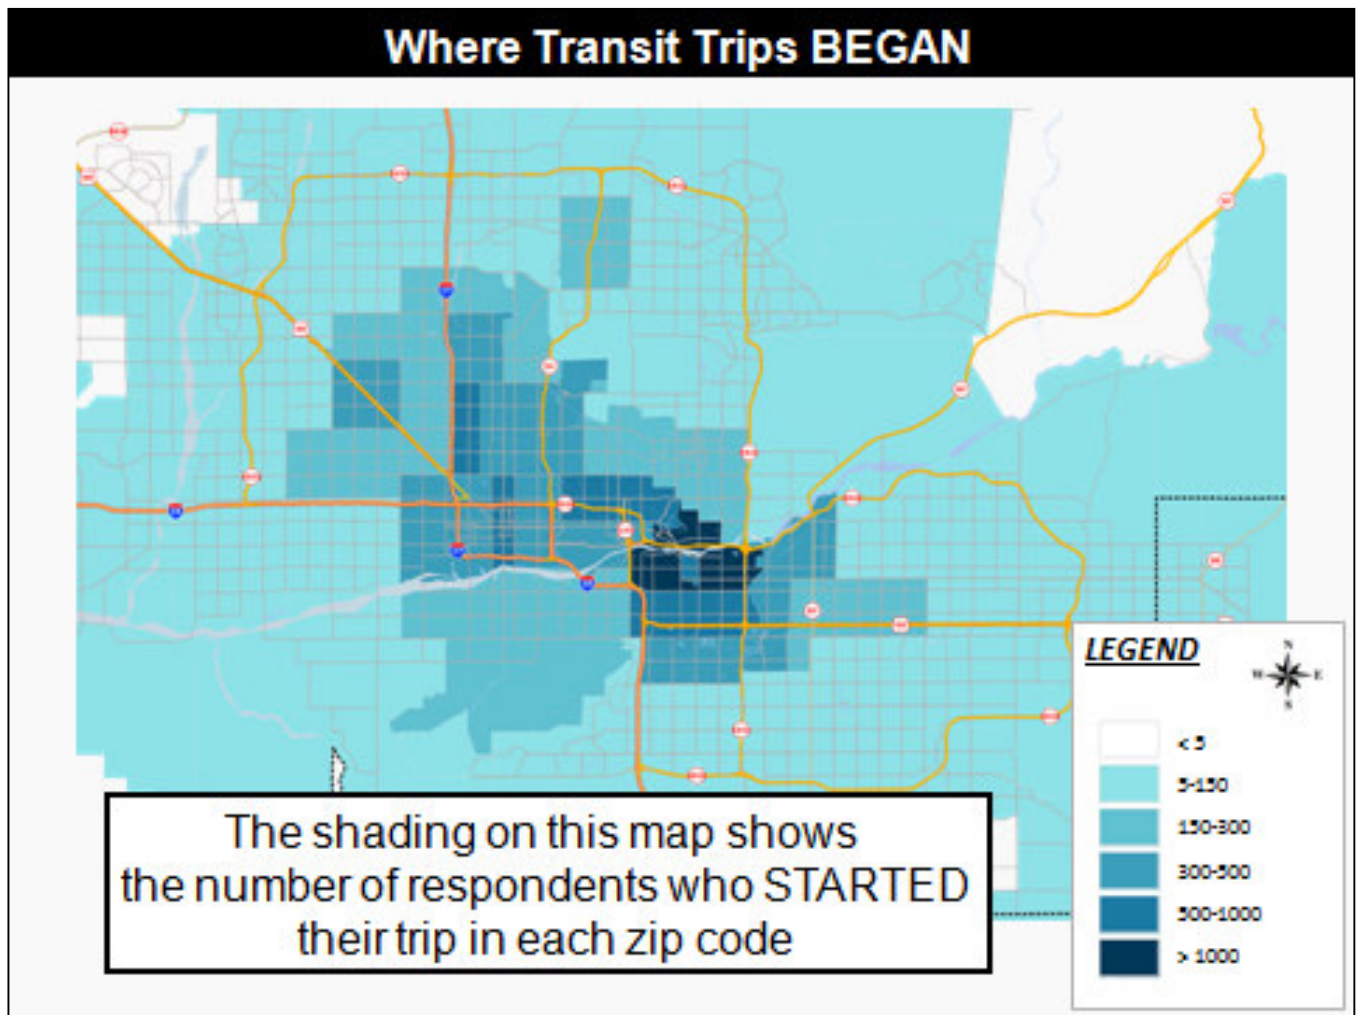 Where Transit Trips BEGAN
LEGEND
N
W E
S
< 5
5-150
150-300
300-500
500-1000
> 1000
The shading on this map shows
the number of respondents who STARTED
their trip in each zip code